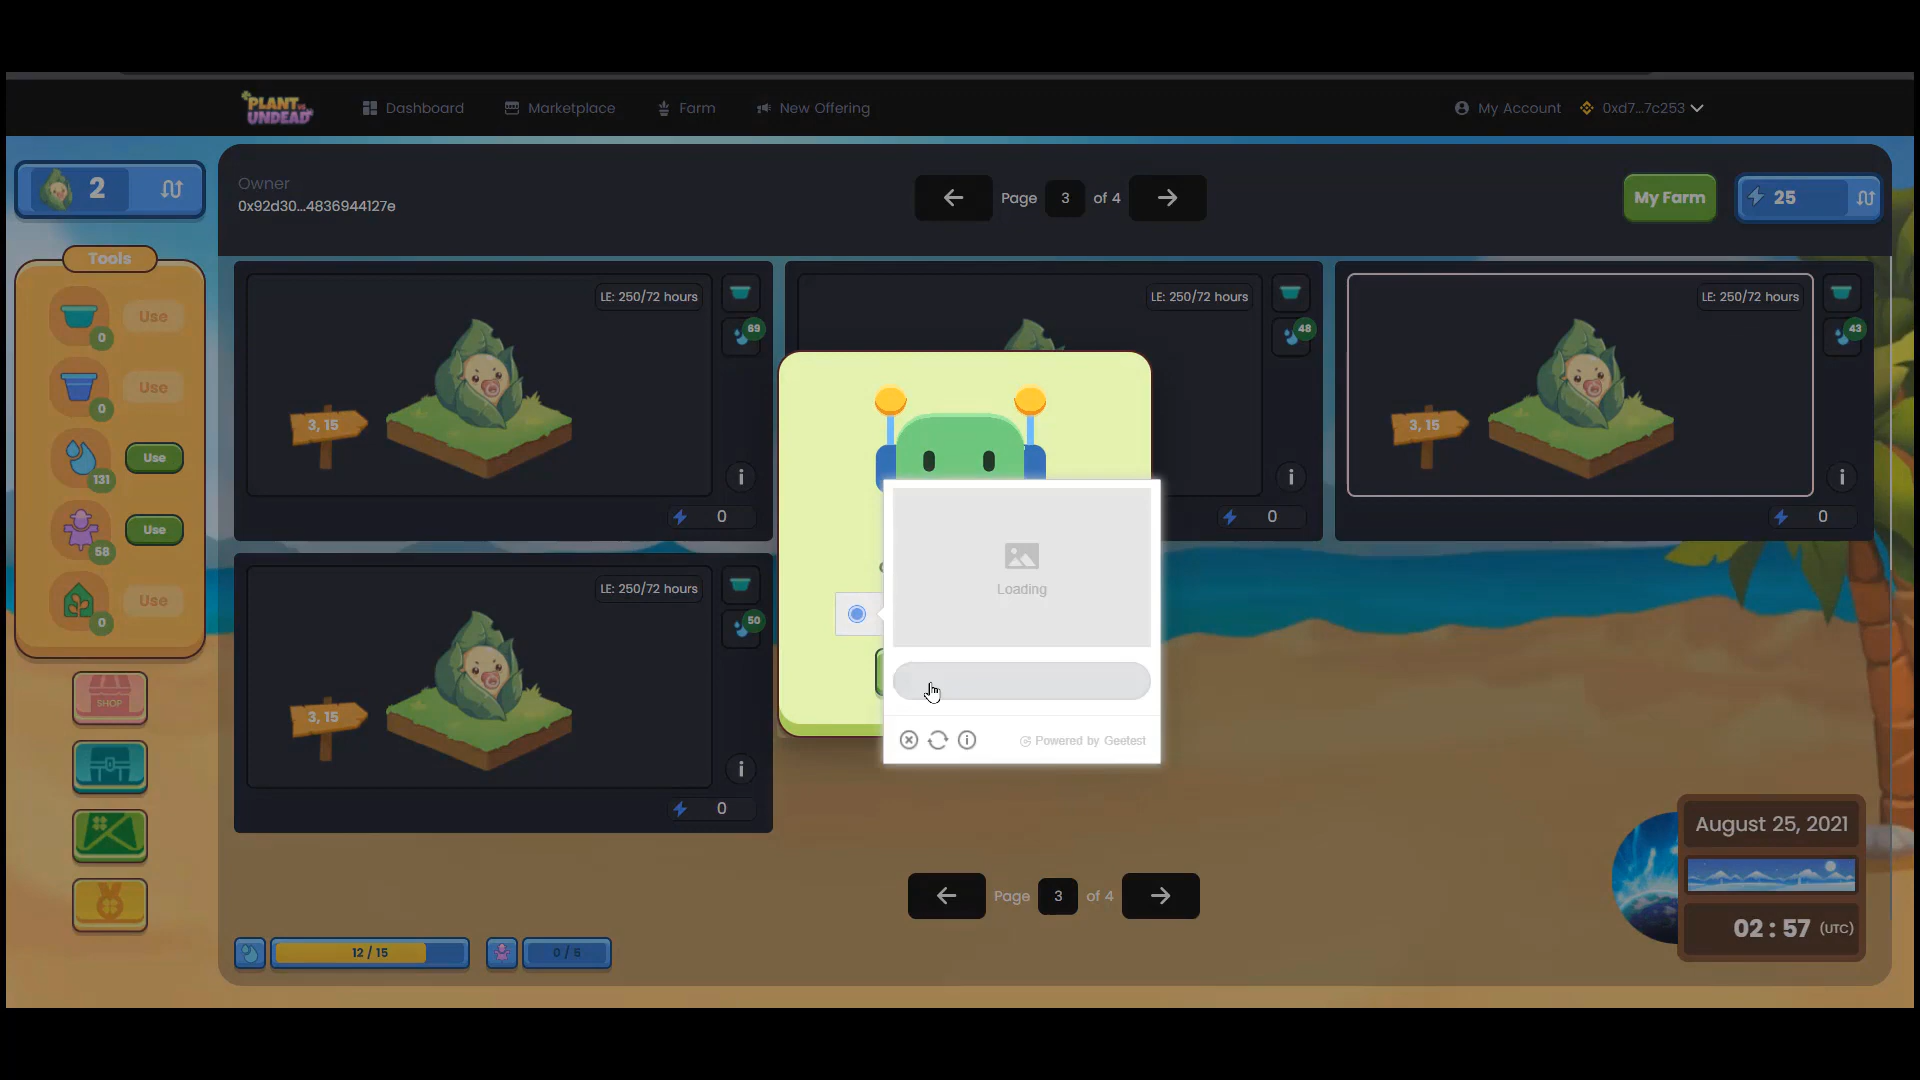 PLANT VS UNDEAD
Dashboard
Marketplace
Farm
New Offering
My Account
0xd7...7c253
2
Owner
0x92d30...4836944127e
Page 3 of 4
My Farm
25
Tools
0
Use
0
Use
131
Use
58
Use
0
Use
SHOP
LE: 250/72 hours
69
3, 15
i
0
LE: 250/72 hours
48
i
0
LE: 250/72 hours
43
3, 15
i
0
LE: 250/72 hours
50
3, 15
i
0
Loading
Powered by Geetest
August 25, 2021
02 : 57 (UTC)
Page 3 of 4
12 / 15
0 / 5